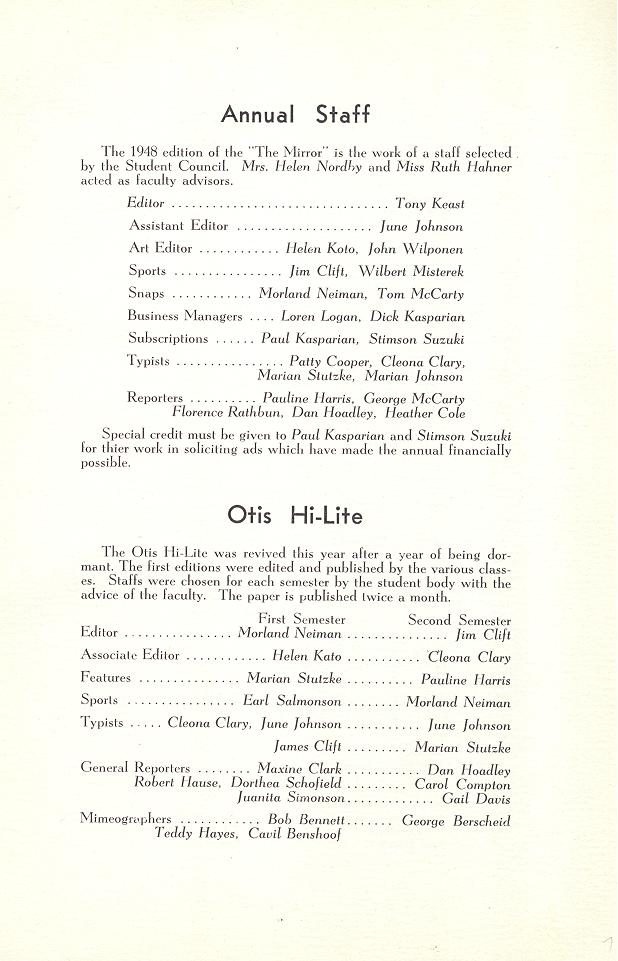 Annual Staff
The 1948 edition of the "The Mirror" is the work of a staff selected
by the Student Council. Mrs. Helen Nordby and Miss Ruth Hahner
acted as faculty advisors.
Editor ................................ Tony Keast
Assistant Editor .................... June Johnson
Art Editor ............ Helen Koto, John Wilponen
Sports ................ Jim Clift, Wilbert Misterek
Snaps ............ Morland Neiman, Tom McCarty
Business Managers .... Loren Logan, Dick Kasparian
Subscriptions ...... Paul Kasparian, Stimson Suzuki
Typists ................ Patty Cooper, Cleona Clary,
Marian Stutzke, Marian Johnson
Reporters .......... Pauline Harris, George McCarty
Florence Rathbun, Dan Hoadley, Heather Cole
Special credit must be given to Paul Kasparian and Stimson Suzuki
for thier work in soliciting ads which have made the annual financially
possible.
Otis Hi-Lite
The Otis Hi-Lite was revived this year after a year of being dor-
mant. The first editions were edited and published by the various class-
es. Staffs were chosen for each semester by the student body with the
advice of the faculty. The paper is published twice a month.
First Semester Second Semester
Editor ................ Morland Neiman ............... Jim Clift
Associate Editor ............ Helen Kato ........... Cleona Clary
Features ............... Marian Stutzke .......... Pauline Harris
Sports ................ Earl Salmonson ........ Morland Neiman
Typists ..... Cleona Clary, June Johnson ........... June Johnson
James Clift ......... Marian Stutzke
General Reporters ........ Maxine Clark ........... Dan Hoadley
Robert Hause, Dorthea Schofield ......... Carol Compton
Juanita Simonson............. Gail Davis
Mimeographers ............ Bob Bennett....... George Berscheid
Teddy Hayes, Cavil Benshoof